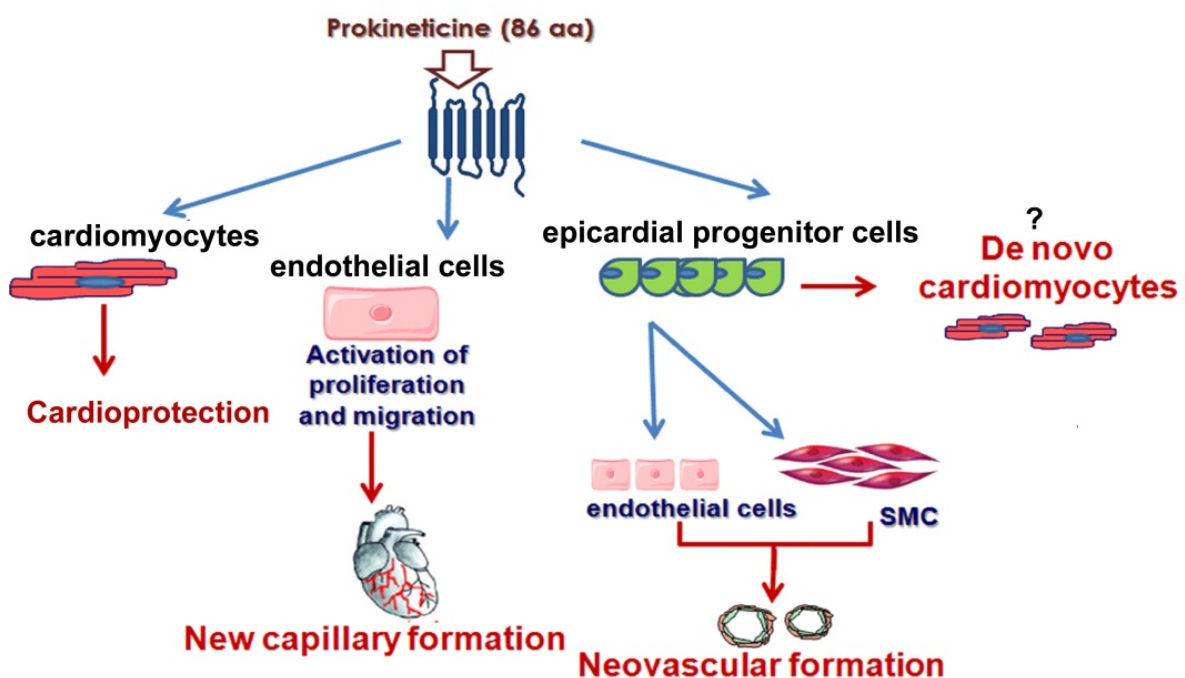 Prokineticine (86 aa)
cardiomyocytes
Cardioprotection
endothelial cells
Activation of
proliferation
and migration
New capillary formation
epicardial progenitor cells
?
De novo
cardiomyocytes
endothelial cells
SMC
Neovascular formation